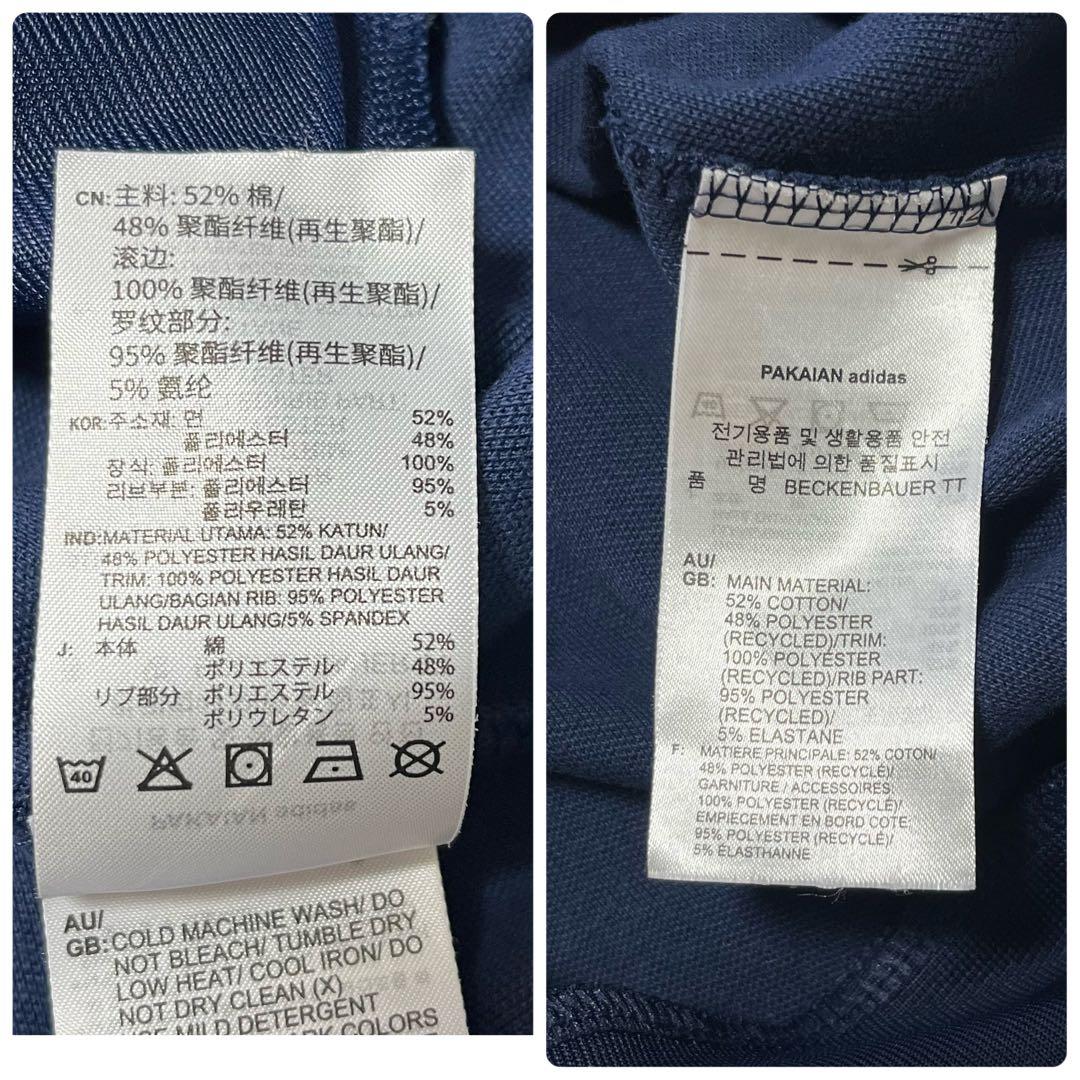 CN:主料: 52% 棉/
48% 聚酯纤维(再生聚酯)/
滚边:
100% 聚酯纤维(再生聚酯)/
罗纹部分:
95% 聚酯纤维(再生聚酯)/
5% 氨纶
KOR:주소재: 면 52%
폴리에스터 48%
장식: 폴리에스터 100%
리브부분: 폴리에스터 95%
폴리우레탄 5%
IND:MATERIAL UTAMA: 52% KATUN/
48% POLYESTER HASIL DAUR ULANG/
TRIM: 100% POLYESTER HASIL DAUR
ULANG/BAGIAN RIB: 95% POLYESTER
HASIL DAUR ULANG/5% SPANDEX
J: 本体 綿 52%
ポリエステル 48%
リブ部分 ポリエステル 95%
ポリウレタン 5%
40
PAKAIAN adidas
AU/
GB: COLD MACHINE WASH/ DO
NOT BLEACH/ TUMBLE DRY
LOW HEAT/ COOL IRON/ DO
NOT DRY CLEAN (X)
USE MILD DETERGENT
COLORS
12
PAKAIAN adidas
전기용품 및 생활용품 안전
관리법에 의한 품질표시
품 명 BECKENBAUER TT
AU/
GB: MAIN MATERIAL:
52% COTTON/
48% POLYESTER
(RECYCLED)/TRIM:
100% POLYESTER
(RECYCLED)/RIB PART:
95% POLYESTER
(RECYCLED)/
5% ELASTANE
F: MATIERE PRINCIPALE: 52% COTON/
48% POLYESTER (RECYCLÉ)/
GARNITURE / ACCESSOIRES:
100% POLYESTER (RECYCLÉ)/
EMPIECEMENT EN BORD COTE:
95% POLYESTER (RECYCLÉ)/
5% ÉLASTHANNE